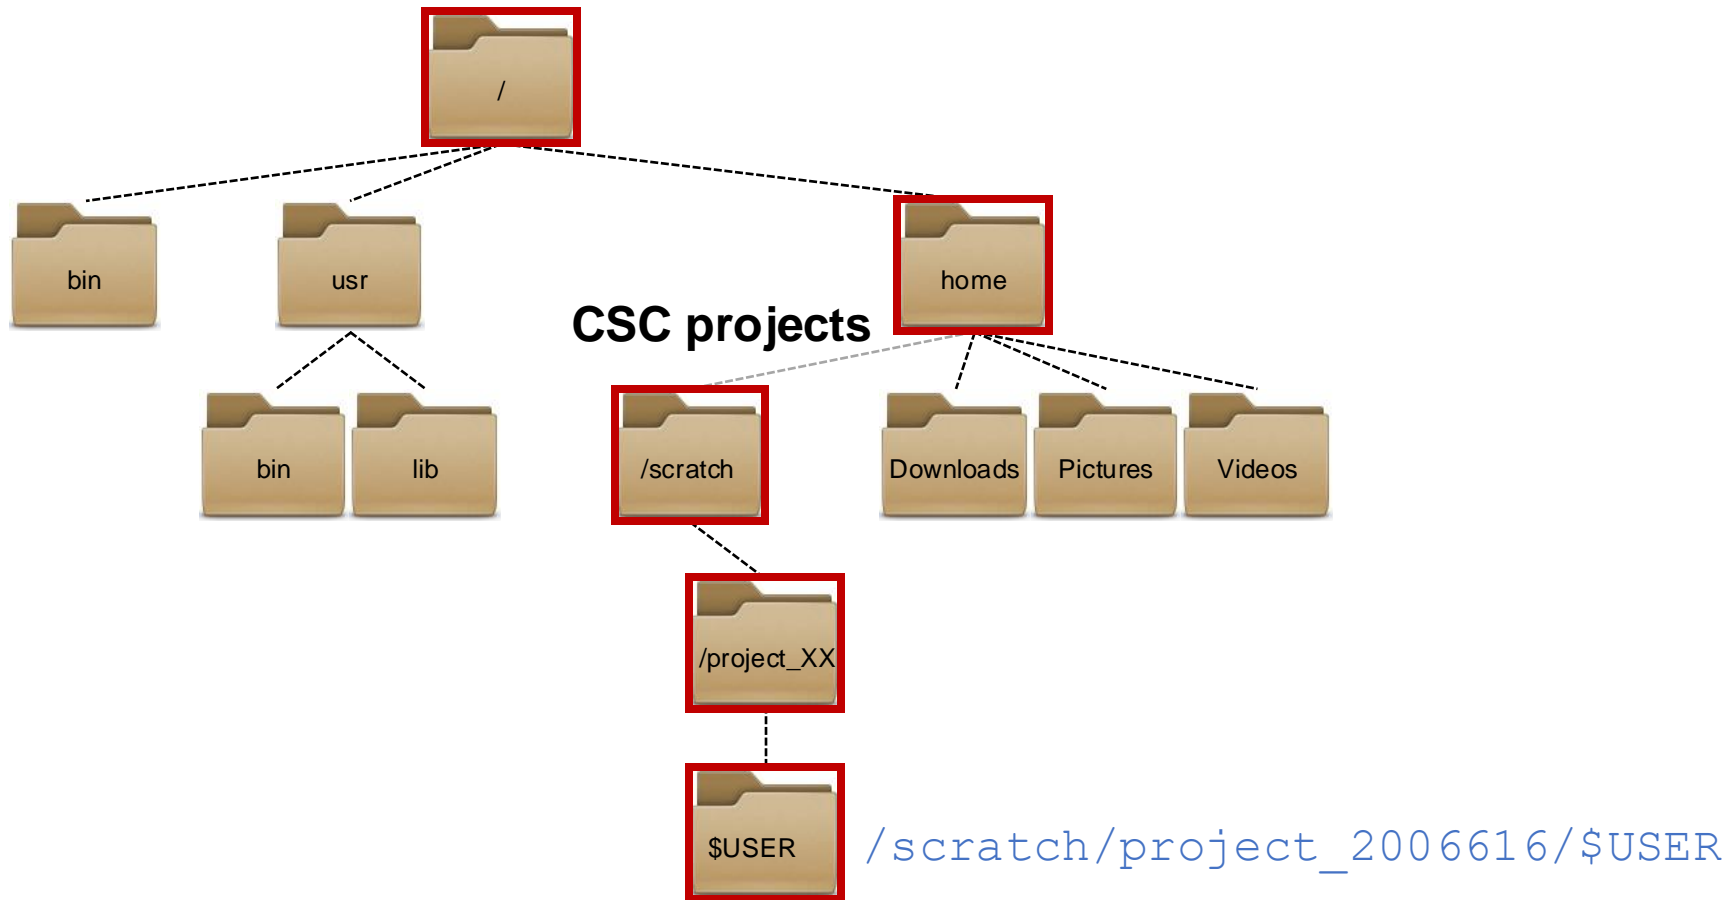 /
bin
usr
home
CSC projects
bin
lib
/scratch
Downloads
Pictures
Videos
/project_XX
$USER
/scratch/project_2006616/$USER